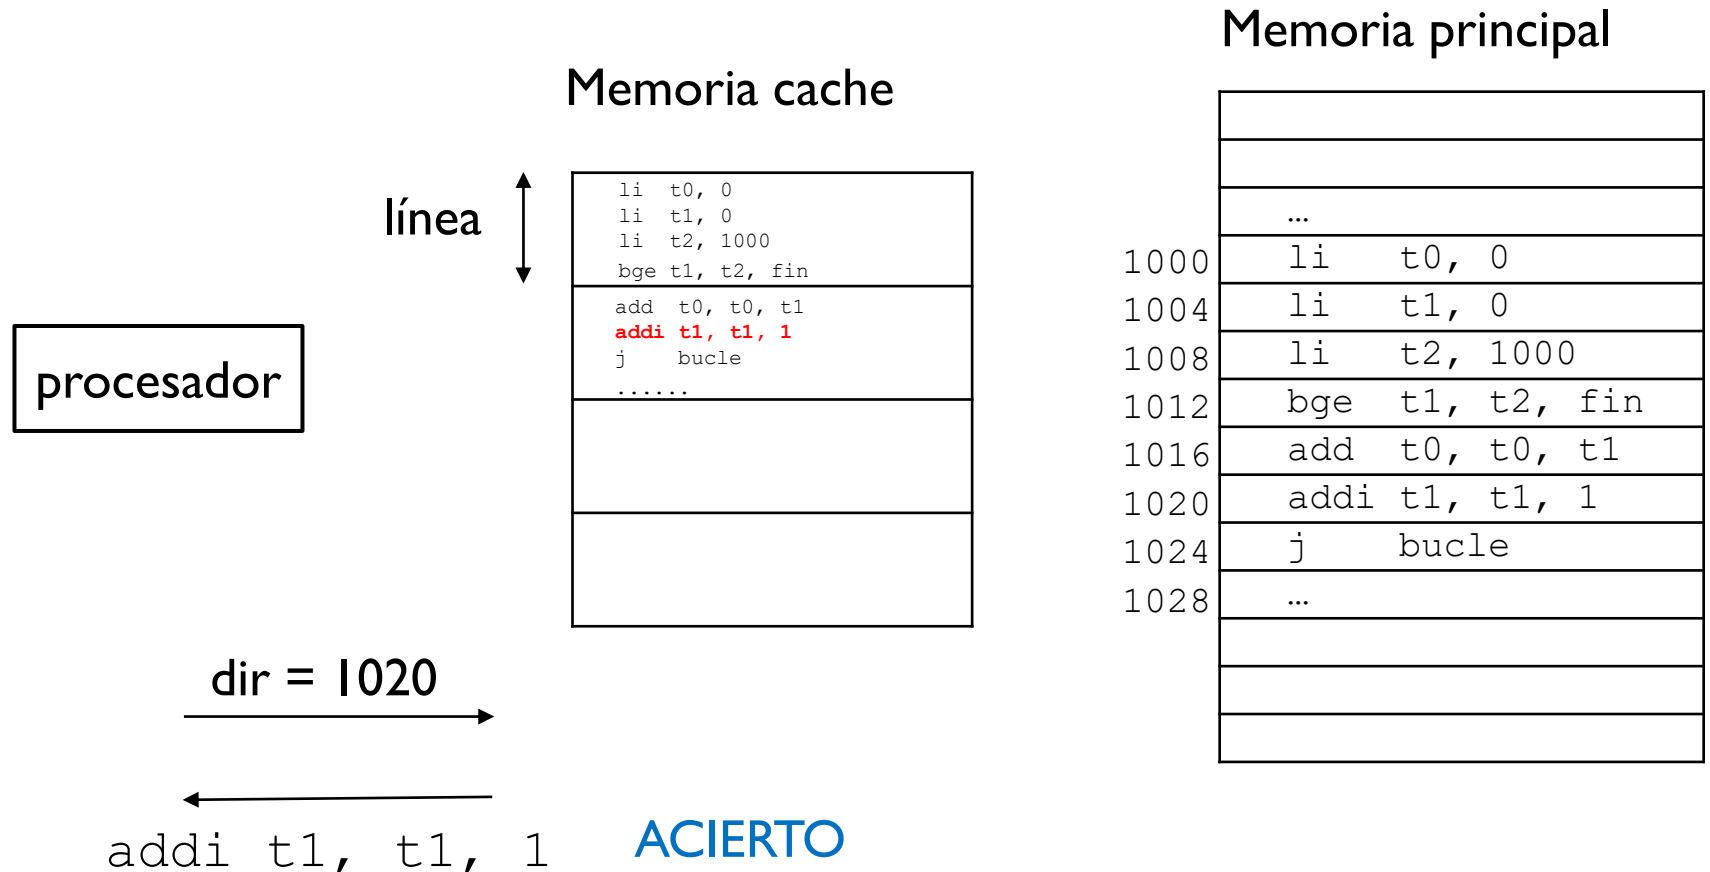 Memoria principal
Memoria cache
línea
li t0, 0
li t1, 0
li t2, 1000
bge t1, t2, fin
add t0, t0, t1
addi t1, t1, 1
j bucle
......
procesador
…
1000 li t0, 0
1004 li t1, 0
1008 li t2, 1000
1012 bge t1, t2, fin
1016 add t0, t0, t1
1020 addi t1, t1, 1
1024 j bucle
1028 …
dir = 1020
addi t1, t1, 1
ACIERTO